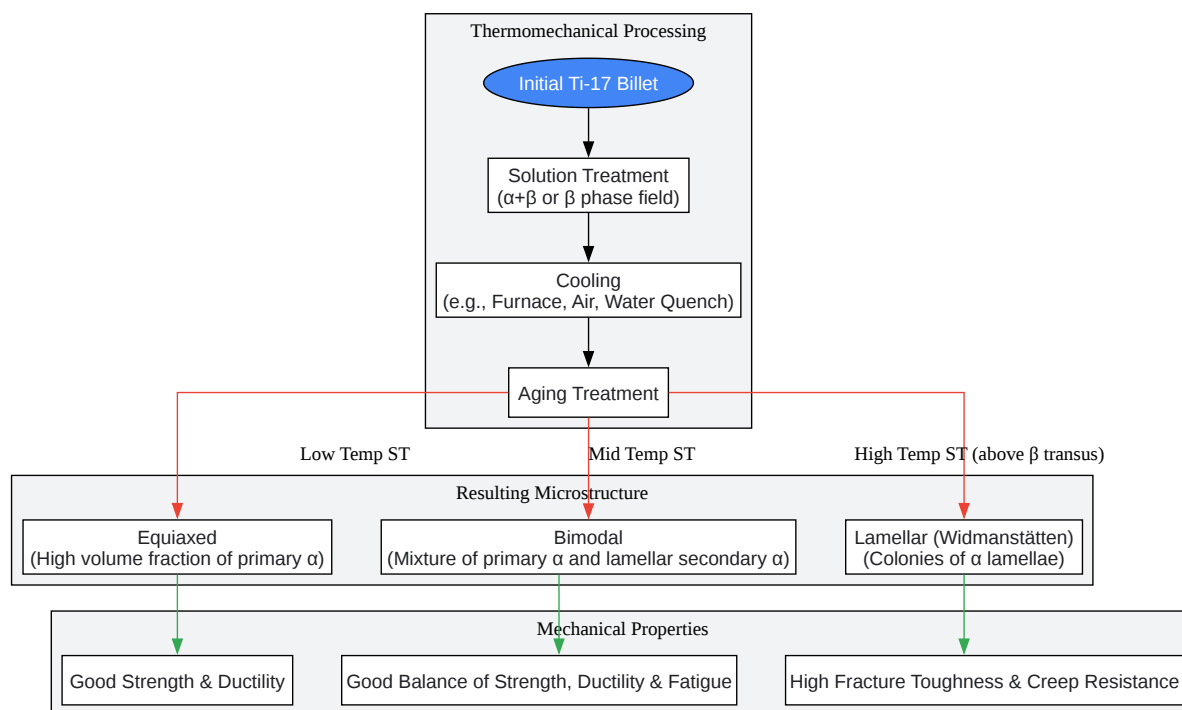 Thermomechanical Processing
Initial Ti-17 Billet
Solution Treatment
(α+β or β phase field)
Cooling
(e.g., Furnace, Air, Water Quench)
Aging Treatment
Low Temp ST
Mid Temp ST
High Temp ST (above β transus)
Resulting Microstructure
Equiaxed
(High volume fraction of primary α)
Bimodal
(Mixture of primary α and lamellar secondary α)
Lamellar (Widmanstätten)
(Colonies of α lamellae)
Mechanical Properties
Good Strength & Ductility
Good Balance of Strength, Ductility & Fatigue
High Fracture Toughness & Creep Resistance